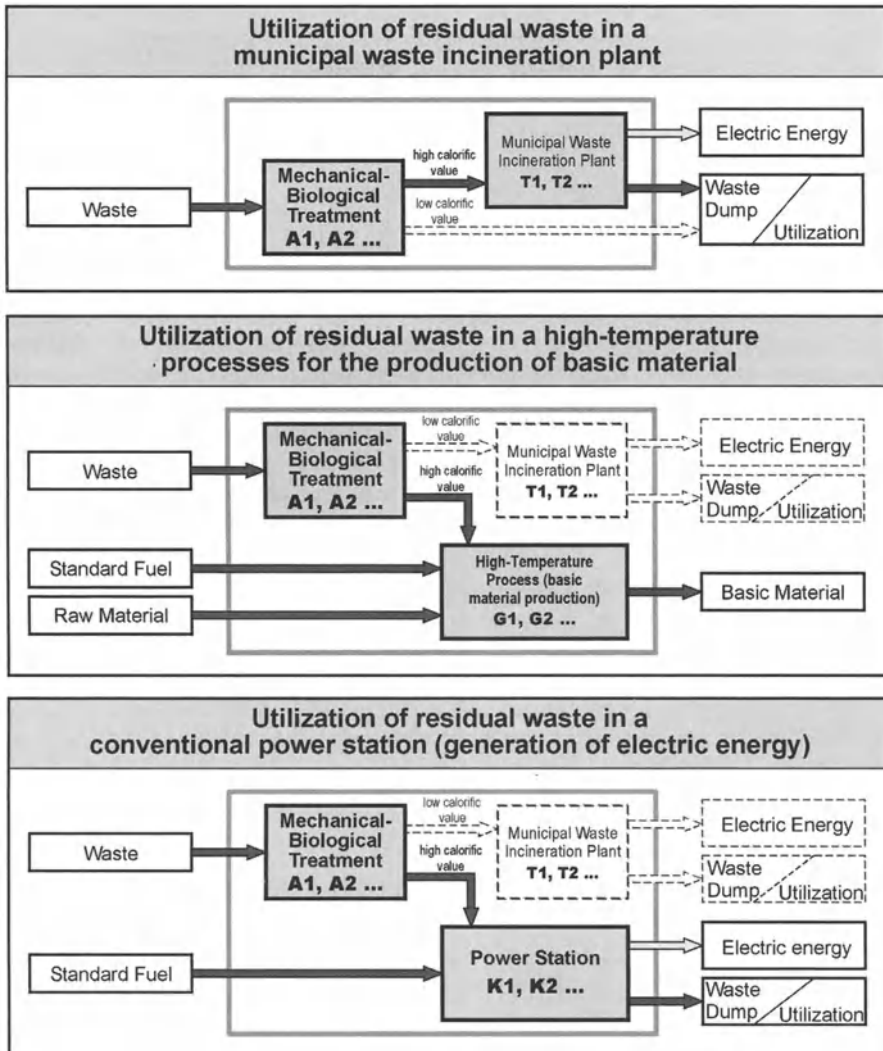 Utilization of residual waste in a
municipal waste incineration plant
Waste
Mechanical-
Biological
Treatment
A1, A2 ...
high calorific
value
low calorific
value
Municipal Waste
Incineration Plant
T1, T2 ...
Electric Energy
Waste
Dump
Utilization
Utilization of residual waste in a high-temperature
processes for the production of basic material
Waste
Standard Fuel
Raw Material
Mechanical-
Biological
Treatment
A1, A2 ...
low calorific
value
high calorific
value
Municipal Waste
Incineration Plant
T1, T2 ...
High-Temperature
Process (basic
material production)
G1, G2 ...
Electric Energy
Waste
Dump
Utilization
Basic Material
Utilization of residual waste in a
conventional power station (generation of electric energy)
Waste
Standard Fuel
Mechanical-
Biological
Treatment
A1, A2 ...
low calorific
value
high calorific
value
Municipal Waste
Incineration Plant
T1, T2 ...
Power Station
K1, K2 ...
Electric Energy
Waste
Dump
Utilization
Electric energy
Waste
Dump
Utilization